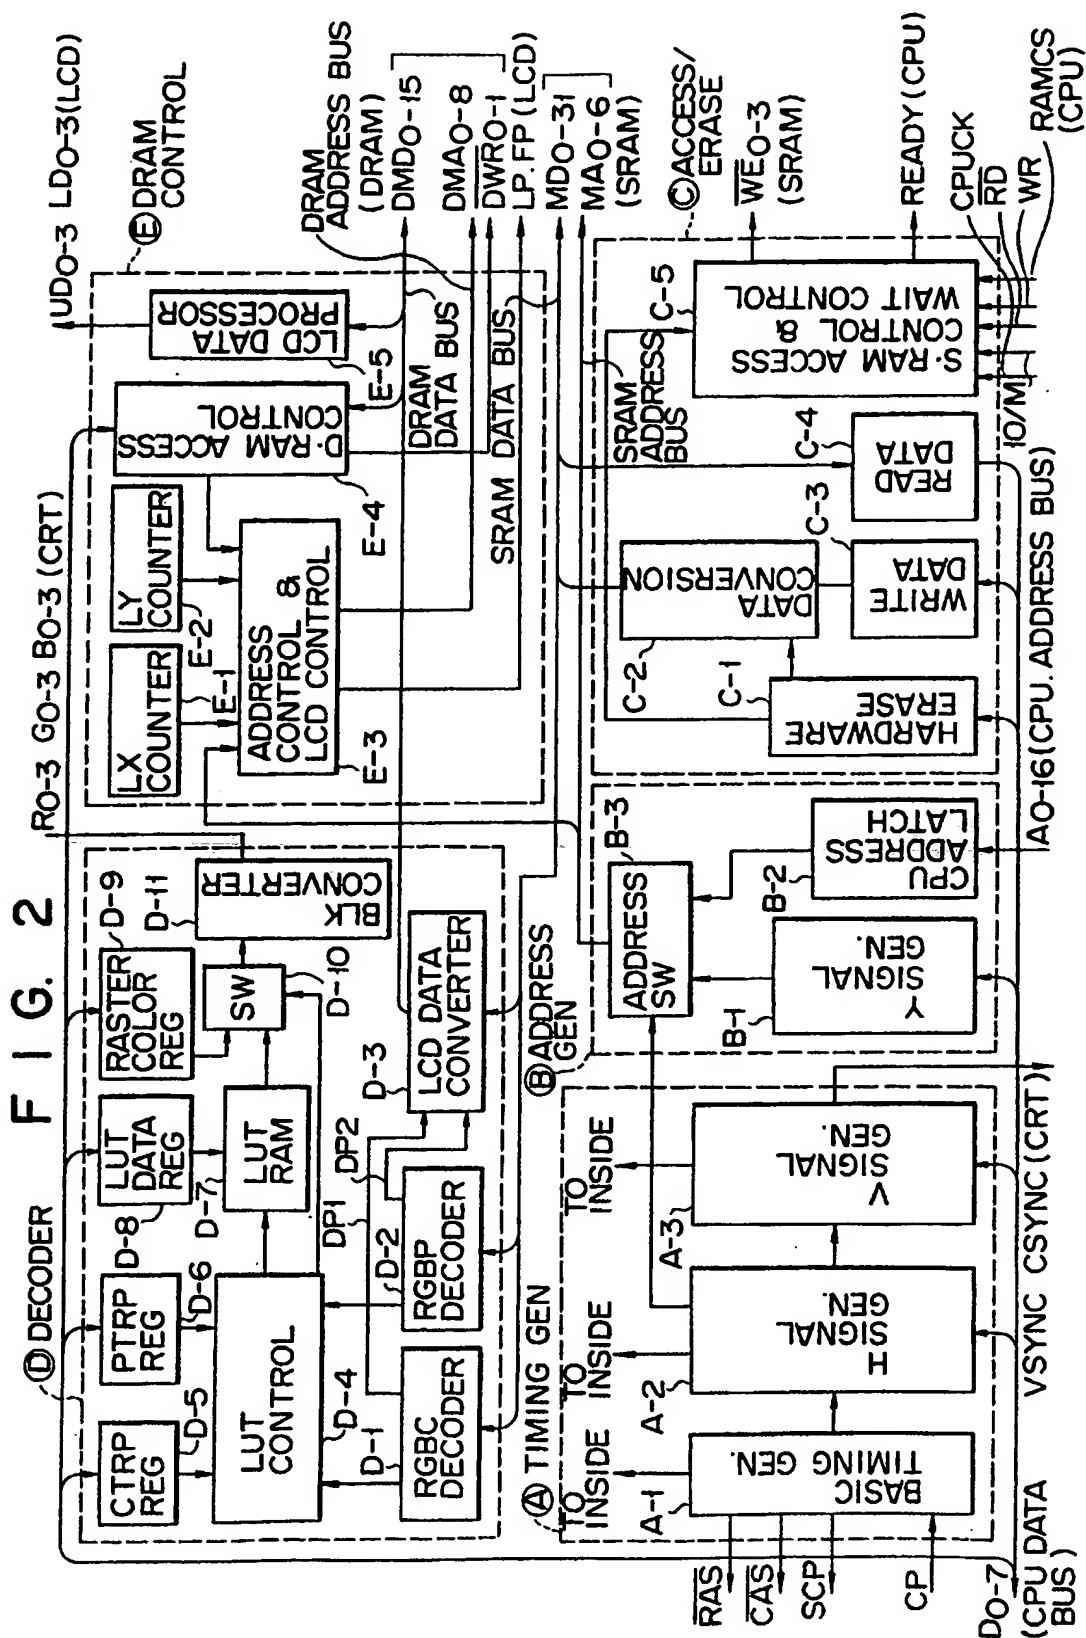 F I G. 2
Ⓓ DECODER
CTRP
REG
D-5
PTRP
REG
D-6
LUT
DATA
REG
D-8
RASTER
COLOR
REG
D-9
LUT
CONTROL
D-4
LUT
RAM
D-7
SW
D-10
BLK
CONVERTER
D-11
RGBC
DECODER
D-1
RGBP
DECODER
D-2
DP1
DP2
LCD DATA
CONVERTER
D-3
R0-3 G0-3 B0-3 (CRT)
UD0-3 LD0-3(LCD)
Ⓔ DRAM
CONTROL
LX
COUNTER
E-1
LY
COUNTER
E-2
ADDRESS
CONTROL &
LCD CONTROL
E-3
D·RAM ACCESS
CONTROL
E-4
LCD DATA
PROCESSOR
E-5
DRAM
DATA BUS
SRAM DATA BUS
DRAM
ADDRESS BUS
(DRAM)
DMD0-15
DMA0-8
DWR0-1
LP.FP(LCD)
MD0-31
MA0-6
(SRAM)
Ⓐ TIMING GEN
TO
INSIDE
TO
INSIDE
TO
INSIDE
BASIC
TIMING GEN.
A-1
H
SIGNAL
GEN.
A-2
V
SIGNAL
GEN.
A-3
RAS
CAS
SCP
CP
D0-7
(CPU DATA
BUS)
VSYNC CSYNC(CRT)
Ⓑ ADDRESS
GEN
Y
SIGNAL
GEN.
B-1
CPU
ADDRESS
LATCH
B-2
ADDRESS
SW
B-3
A0-16(CPU. ADDRESS BUS)
Ⓒ ACCESS/
ERASE
SRAM
ADDRESS
BUS
HARDWARE
ERASE
C-1
DATA
CONVERSION
C-2
WRITE
DATA
C-3
READ
DATA
C-4
S·RAM ACCESS
CONTROL &
WAIT CONTROL
C-5
WE0-3
(SRAM)
READY(CPU)
IO/M
CPUCK
RD
WR
RAMCS
(CPU)